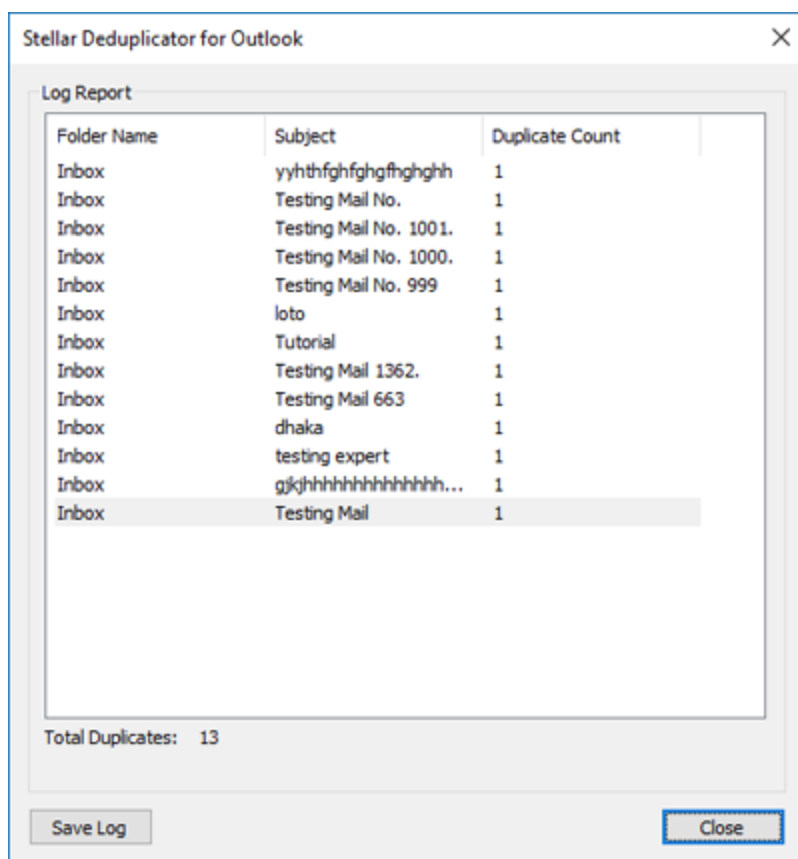 Stellar Deduplicator for Outlook
Log Report
Folder Name Subject Duplicate Count
Inbox yyhthfghfghgfhghghh 1
Inbox Testing Mail No. 1
Inbox Testing Mail No. 1001. 1
Inbox Testing Mail No. 1000. 1
Inbox Testing Mail No. 999 1
Inbox loto 1
Inbox Tutorial 1
Inbox Testing Mail 1362. 1
Inbox Testing Mail 663 1
Inbox dhaka 1
Inbox testing expert 1
Inbox gjkjhhhhhhhhhhhhhh... 1
Inbox Testing Mail 1
Total Duplicates: 13
Save Log Close